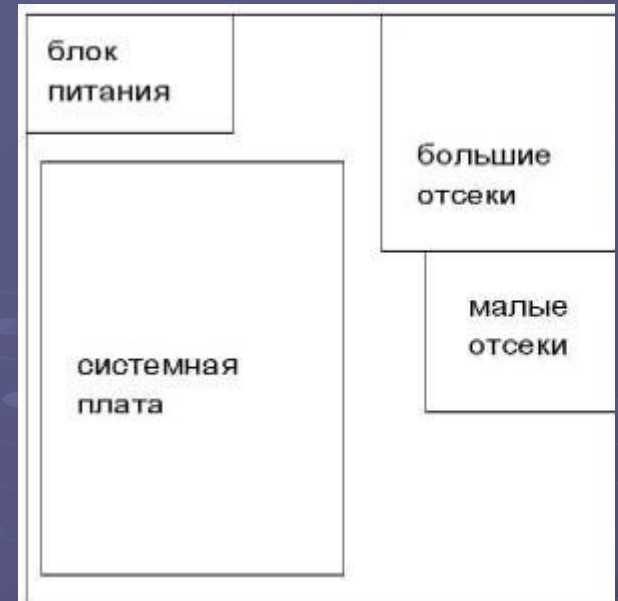 блок
питания
большие
отсеки
малые
отсеки
системная
плата